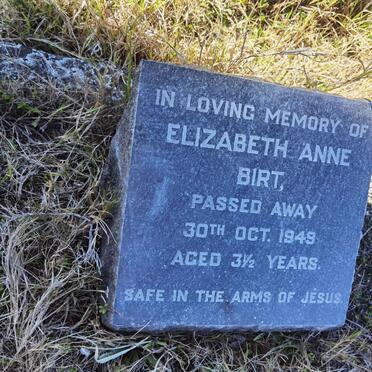 IN LOVING MEMORY OF
ELIZABETH ANNE
BIRT,
PASSED AWAY
30TH OCT. 1949
AGED 3½ YEARS.
SAFE IN THE ARMS OF JESUS.